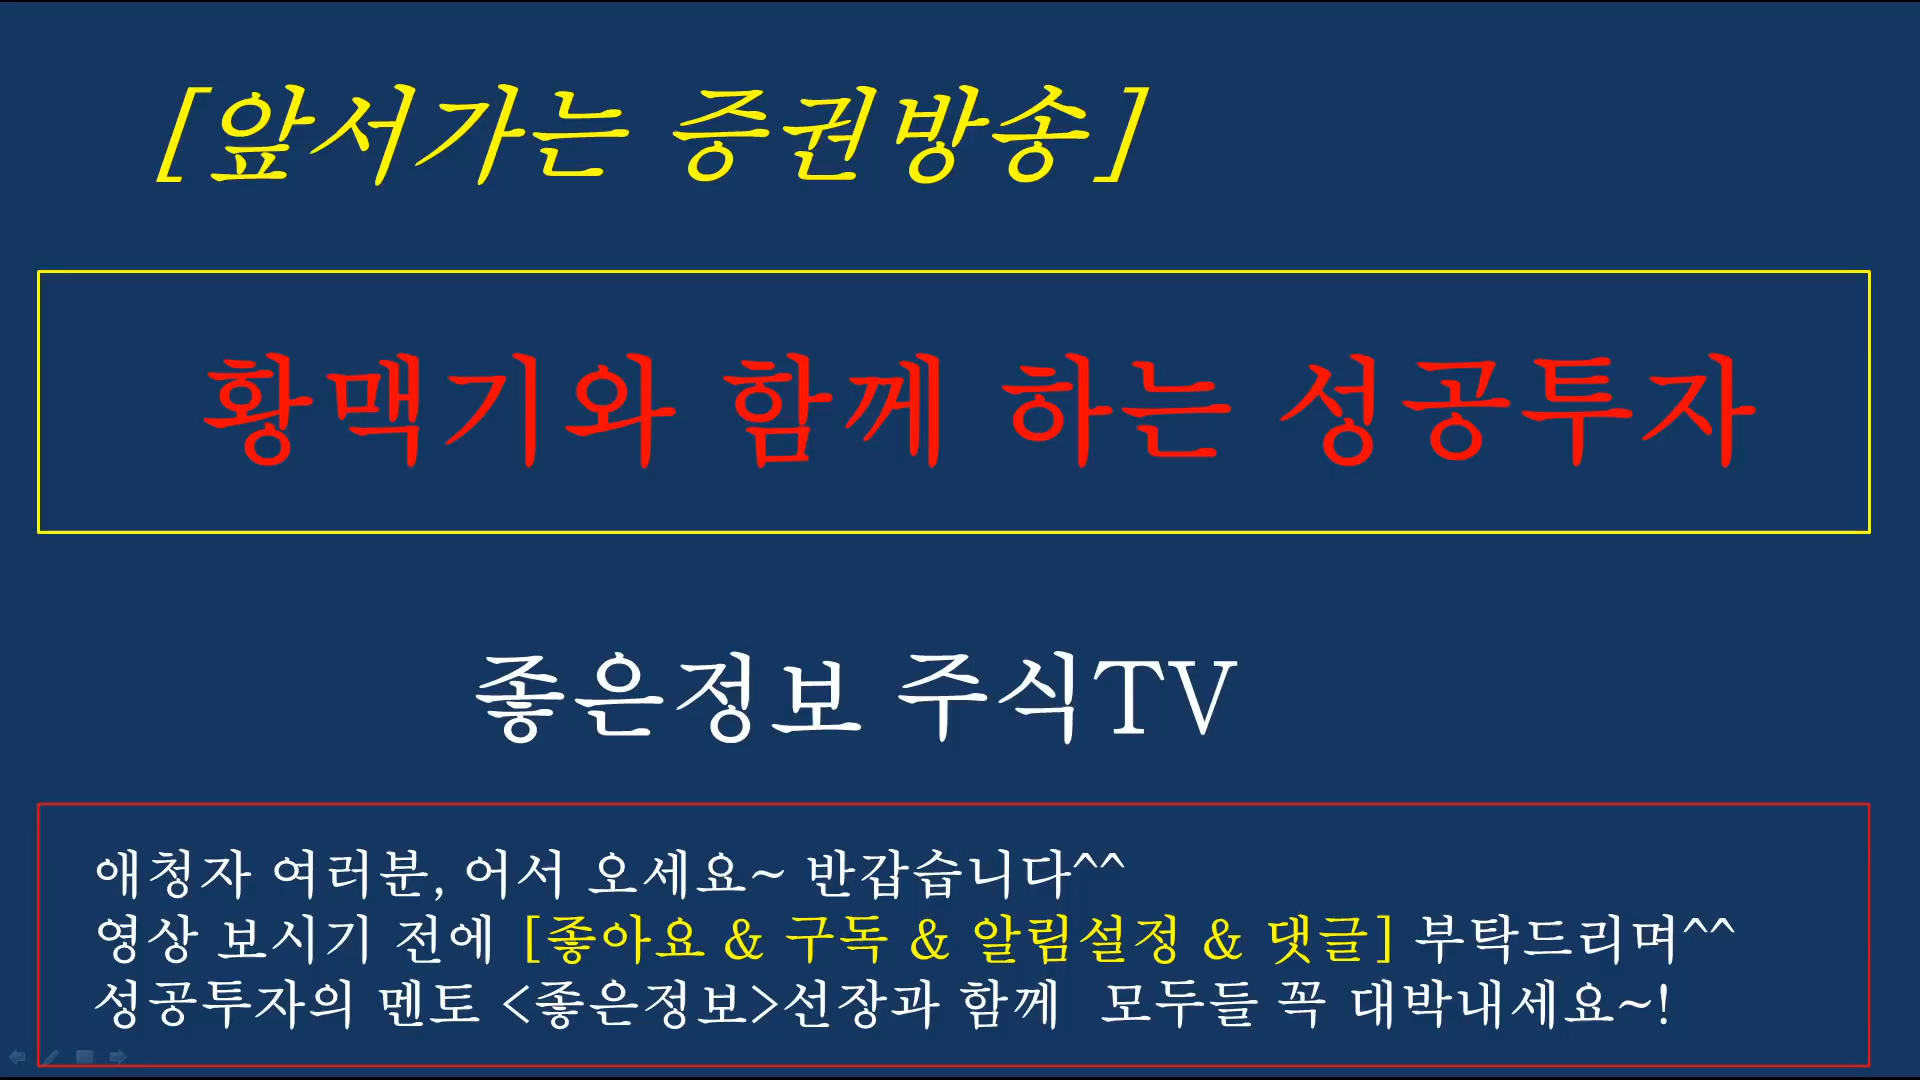 [앞서가는 증권방송]
황맥기와 함께 하는 성공투자
좋은정보 주식TV
애청자 여러분, 어서 오세요~ 반갑습니다^^
영상 보시기 전에 [좋아요 & 구독 & 알림설정 & 댓글] 부탁드리며^^
성공투자의 멘토 <좋은정보>선장과 함께 모두들 꼭 대박내세요~!